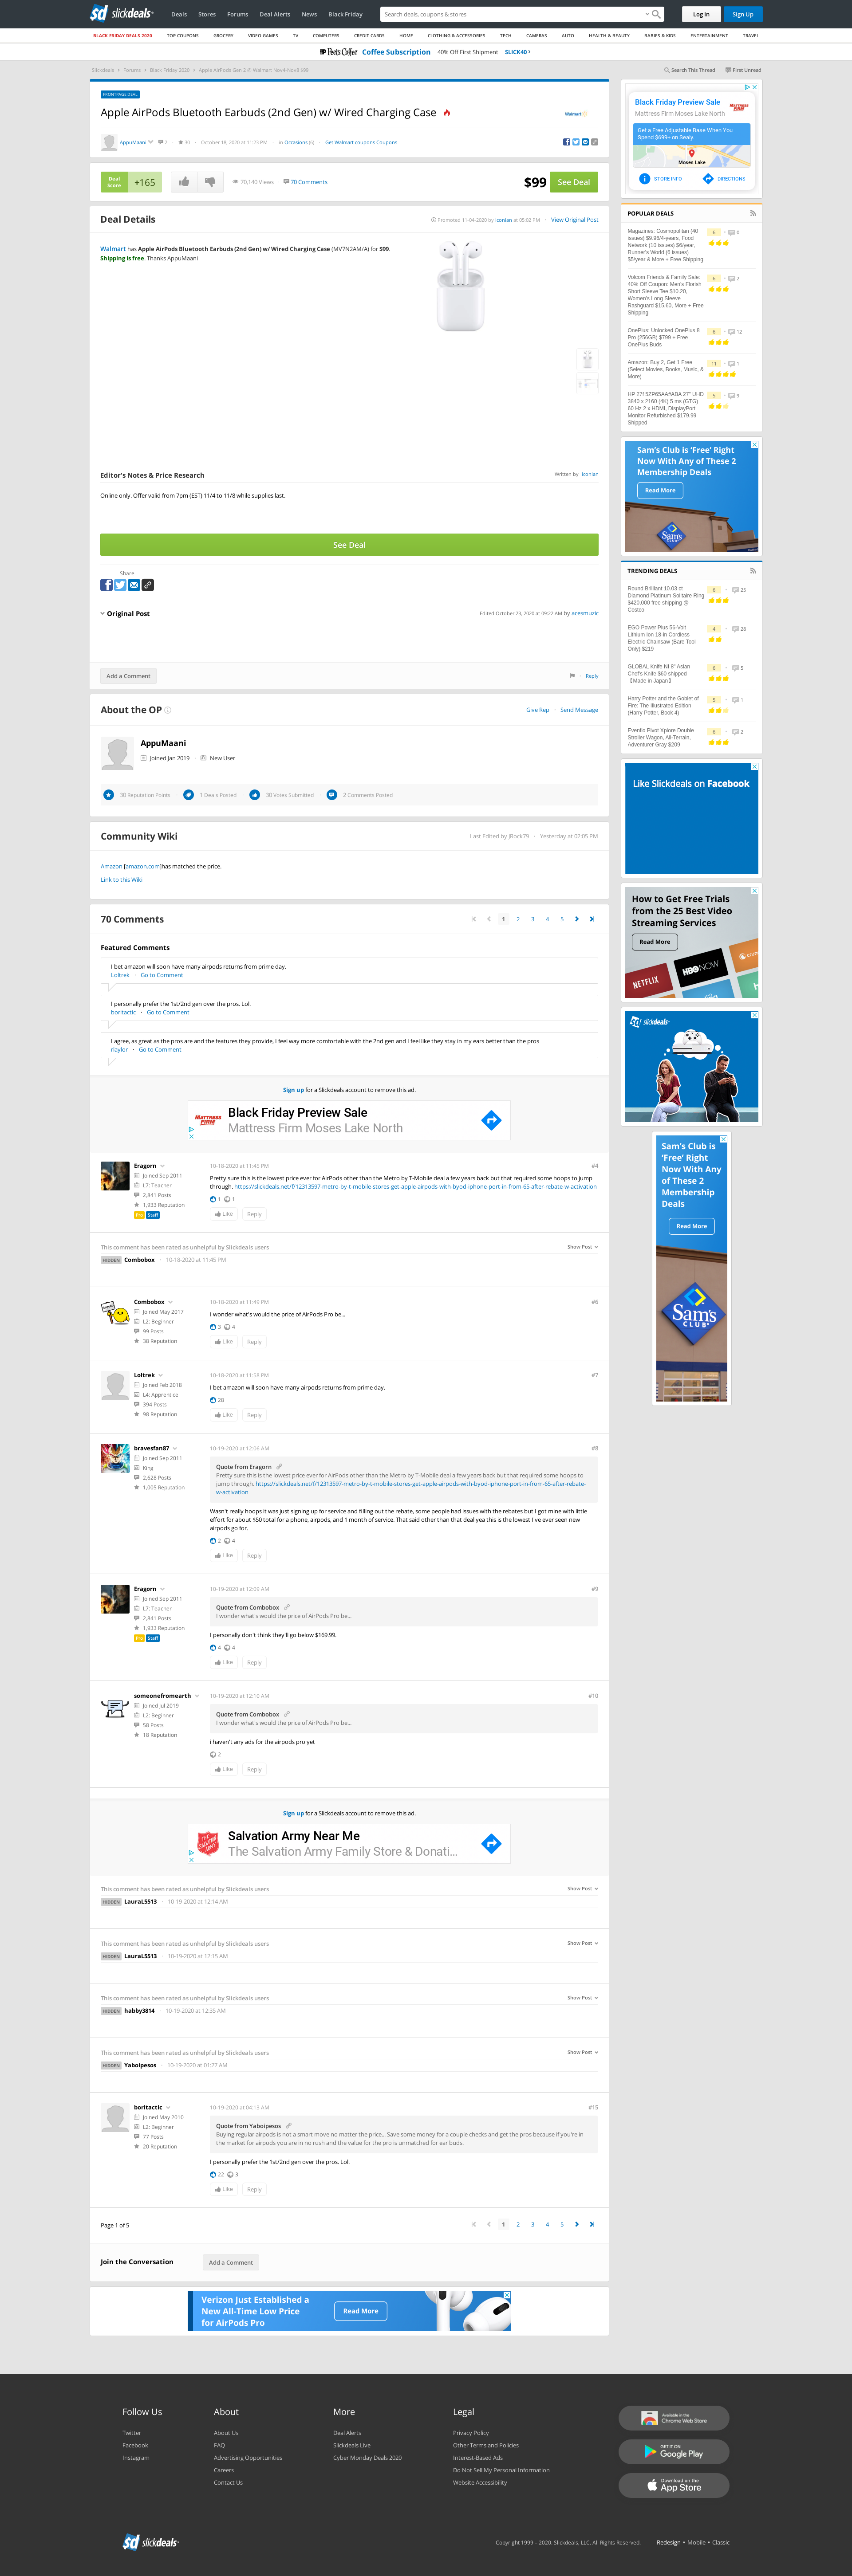 sd slickdeals
Deals Stores Forums Deal Alerts News Black Friday
Search deals, coupons & stores
Log In Sign Up
BLACK FRIDAY DEALS 2020 TOP COUPONS GROCERY VIDEO GAMES TV COMPUTERS CREDIT CARDS HOME CLOTHING & ACCESSORIES TECH CAMERAS AUTO HEALTH & BEAUTY BABIES & KIDS ENTERTAINMENT TRAVEL
Peet's Coffee Coffee Subscription 40% Off First Shipment SLICK40
Slickdeals Forums Black Friday 2020 Apple AirPods Gen 2 @ Walmart Nov4-Nov8 $99
Search This Thread First Unread
FRONTPAGE DEAL
Apple AirPods Bluetooth Earbuds (2nd Gen) w/ Wired Charging Case
Walmart
AppuMaani 2 30 October 18, 2020 at 11:23 PM in Occasions (6) Get Walmart coupons Coupons
Deal Score +165
70,140 Views 70 Comments
$99 See Deal
Deal Details
Promoted 11-04-2020 by iconian at 05:02 PM View Original Post
Walmart has Apple AirPods Bluetooth Earbuds (2nd Gen) w/ Wired Charging Case (MV7N2AM/A) for $99.
Shipping is free. Thanks AppuMaani
Editor's Notes & Price Research
Written by iconian
Online only. Offer valid from 7pm (EST) 11/4 to 11/8 while supplies last.
See Deal
Share
Original Post
Edited October 23, 2020 at 09:22 AM by acesmuzic
Add a Comment
Reply
About the OP
Give Rep Send Message
AppuMaani
Joined Jan 2019 New User
30 Reputation Points 1 Deals Posted 30 Votes Submitted 2 Comments Posted
Community Wiki
Last Edited by JRock79 Yesterday at 02:05 PM
Amazon [amazon.com]has matched the price.
Link to this Wiki
70 Comments
1 2 3 4 5
Featured Comments
I bet amazon will soon have many airpods returns from prime day.
Loltrek Go to Comment
I personally prefer the 1st/2nd gen over the pros. Lol.
boritactic Go to Comment
I agree, as great as the pros are and the features they provide, I feel way more comfortable with the 2nd gen and I feel like they stay in my ears better than the pros
rlaylor Go to Comment
Sign up for a Slickdeals account to remove this ad.
MATTRESS FIRM
Black Friday Preview Sale
Mattress Firm Moses Lake North
Eragorn
Joined Sep 2011
L7: Teacher
2,841 Posts
1,933 Reputation
Pro Staff
10-18-2020 at 11:45 PM #4
Pretty sure this is the lowest price ever for AirPods other than the Metro by T-Mobile deal a few years back but that required some hoops to jump
through. https://slickdeals.net/f/12313597-metro-by-t-mobile-stores-get-apple-airpods-with-byod-iphone-port-in-from-65-after-rebate-w-activation
1 1
Like Reply
This comment has been rated as unhelpful by Slickdeals users
Show Post
HIDDEN Combobox 10-18-2020 at 11:45 PM
Combobox
Joined May 2017
L2: Beginner
99 Posts
38 Reputation
10-18-2020 at 11:49 PM #6
I wonder what's would the price of AirPods Pro be...
3 4
Like Reply
Loltrek
Joined Feb 2018
L4: Apprentice
394 Posts
98 Reputation
10-18-2020 at 11:58 PM #7
I bet amazon will soon have many airpods returns from prime day.
28
Like Reply
bravesfan87
Joined Sep 2011
King
2,628 Posts
1,005 Reputation
10-19-2020 at 12:06 AM #8
Quote from Eragorn
Pretty sure this is the lowest price ever for AirPods other than the Metro by T-Mobile deal a few years back but that required some hoops to
jump through. https://slickdeals.net/f/12313597-metro-by-t-mobile-stores-get-apple-airpods-with-byod-iphone-port-in-from-65-after-rebate-
w-activation
Wasn't really hoops it was just signing up for service and filling out the rebate, some people had issues with the rebates but I got mine with little
effort for about $50 total for a phone, airpods, and 1 month of service. That said other than that deal yea this is the lowest I've ever seen new
airpods go for.
2 4
Like Reply
Eragorn
Joined Sep 2011
L7: Teacher
2,841 Posts
1,933 Reputation
Pro Staff
10-19-2020 at 12:09 AM #9
Quote from Combobox
I wonder what's would the price of AirPods Pro be...
I personally don't think they'll go below $169.99.
4 4
Like Reply
someonefromearth
Joined Jul 2019
L2: Beginner
58 Posts
18 Reputation
10-19-2020 at 12:10 AM #10
Quote from Combobox
I wonder what's would the price of AirPods Pro be...
i haven't any ads for the airpods pro yet
2
Like Reply
Sign up for a Slickdeals account to remove this ad.
Salvation Army Near Me
The Salvation Army Family Store & Donati...
This comment has been rated as unhelpful by Slickdeals users
Show Post
HIDDEN LauraL5513 10-19-2020 at 12:14 AM
This comment has been rated as unhelpful by Slickdeals users
Show Post
HIDDEN LauraL5513 10-19-2020 at 12:15 AM
This comment has been rated as unhelpful by Slickdeals users
Show Post
HIDDEN habby3814 10-19-2020 at 12:35 AM
This comment has been rated as unhelpful by Slickdeals users
Show Post
HIDDEN Yaboipesos 10-19-2020 at 01:27 AM
boritactic
Joined May 2010
L2: Beginner
77 Posts
20 Reputation
10-19-2020 at 04:13 AM #15
Quote from Yaboipesos
Buying regular airpods is not a smart move no matter the price... Save some money for a couple checks and get the pros because if you're in
the market for airpods you are in no rush and the value for the pro is unmatched for ear buds.
I personally prefer the 1st/2nd gen over the pros. Lol.
22 3
Like Reply
Page 1 of 5
1 2 3 4 5
Join the Conversation
Add a Comment
Verizon Just Established a
New All-Time Low Price
for AirPods Pro
Read More
Black Friday Preview Sale
Mattress Firm Moses Lake North
MATTRESS FIRM
Get a Free Adjustable Base When You
Spend $699+ on Sealy.
Moses Lake
STORE INFO DIRECTIONS
POPULAR DEALS
Magazines: Cosmopolitan (40
issues) $9.96/4-years, Food
Network (10 issues) $6/year,
Runner's World (6 issues)
$5/year & More + Free Shipping
6 0
Volcom Friends & Family Sale:
40% Off Coupon: Men's Florish
Short Sleeve Tee $10.20,
Women's Long Sleeve
Rashguard $15.60, More + Free
Shipping
6 2
OnePlus: Unlocked OnePlus 8
Pro (256GB) $799 + Free
OnePlus Buds
6 12
Amazon: Buy 2, Get 1 Free
(Select Movies, Books, Music, &
More)
11 1
HP 27f 5ZP65AA#ABA 27" UHD
3840 x 2160 (4K) 5 ms (GTG)
60 Hz 2 x HDMI, DisplayPort
Monitor Refurbished $179.99
Shipped
5 9
Sam's Club is 'Free' Right
Now With Any of These 2
Membership Deals
Read More
Sam's
TRENDING DEALS
Round Brilliant 10.03 ct
Diamond Platinum Solitaire Ring
$420,000 free shipping @
Costco
6 25
EGO Power Plus 56-Volt
Lithium Ion 18-in Cordless
Electric Chainsaw (Bare Tool
Only) $219
4 28
GLOBAL Knife NI 8" Asian
Chef's Knife $60 shipped
【Made in Japan】
6 5
Harry Potter and the Goblet of
Fire: The Illustrated Edition
(Harry Potter, Book 4)
5 1
Evenflo Pivot Xplore Double
Stroller Wagon, All-Terrain,
Adventurer Gray $209
6 2
Like Slickdeals on Facebook
How to Get Free Trials
from the 25 Best Video
Streaming Services
Read More
NETFLIX HBO NOW
sd slickdeals
Sam's Club is
'Free' Right
Now With Any
of These 2
Membership
Deals
Read More
Sam's
CLUB
Follow Us
Twitter
Facebook
Instagram
About
About Us
FAQ
Advertising Opportunities
Careers
Contact Us
More
Deal Alerts
Slickdeals Live
Cyber Monday Deals 2020
Legal
Privacy Policy
Other Terms and Policies
Interest-Based Ads
Do Not Sell My Personal Information
Website Accessibility
Available in the
Chrome Web Store
GET IT ON
Google Play
Download on the
App Store
sd slickdeals
Copyright 1999 – 2020. Slickdeals, LLC. All Rights Reserved. Redesign • Mobile • Classic